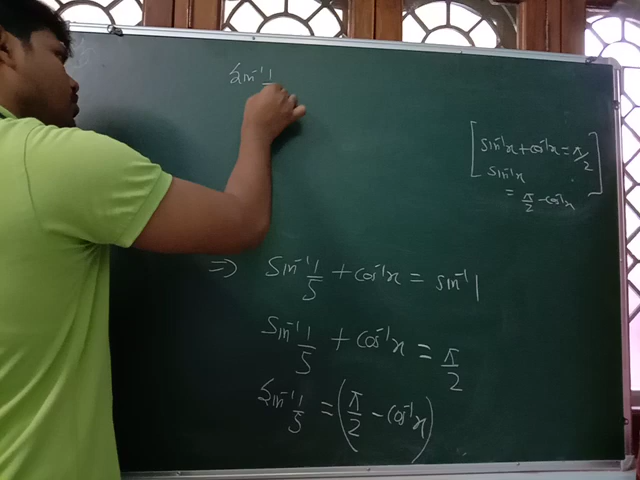 sin⁻¹ 1
[sin⁻¹x + cos⁻¹x = π/2
sin⁻¹x
= π/2 - cos⁻¹x]
⇒ sin⁻¹ 1/5 + cos⁻¹x = sin⁻¹ 1
sin⁻¹ 1/5 + cos⁻¹x = π/2
sin⁻¹ 1/5 = (π/2 - cos⁻¹x)